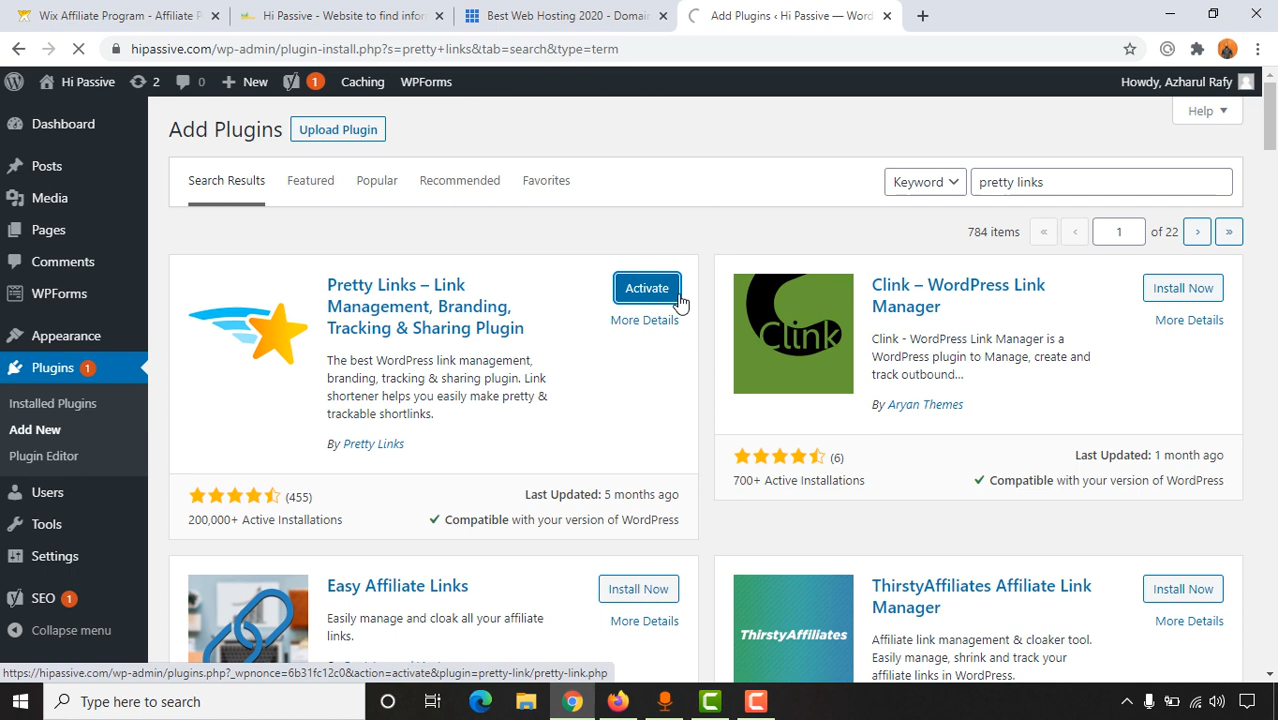 Wix Affiliate Program - Affiliate P
Hi Passive - Website to find infor
Best Web Hosting 2020 - Domain
Add Plugins ‹ Hi Passive — Word
hipassive.com/wp-admin/plugin-install.php?s=pretty+links&tab=search&type=term
Hi Passive
2
0
New
1
Caching
WPForms
Howdy, Azharul Rafy
Dashboard
Posts
Media
Pages
Comments
WPForms
Appearance
Plugins 1
Installed Plugins
Add New
Plugin Editor
Users
Tools
Settings
SEO 1
Collapse menu
Add Plugins
Upload Plugin
Help
Search Results
Featured
Popular
Recommended
Favorites
Keyword
pretty links
784 items
«
‹
1
of 22
›
»
Pretty Links – Link
Management, Branding,
Tracking & Sharing Plugin
Activate
More Details
The best WordPress link management,
branding, tracking & sharing plugin. Link
shortener helps you easily make pretty &
trackable shortlinks.
By Pretty Links
(455)
200,000+ Active Installations
Last Updated: 5 months ago
Compatible with your version of WordPress
Clink
Clink – WordPress Link
Manager
Install Now
More Details
Clink - WordPress Link Manager is a
WordPress plugin to Manage, create and
track outbound...
By Aryan Themes
(6)
700+ Active Installations
Last Updated: 1 month ago
Compatible with your version of WordPress
Easy Affiliate Links
Install Now
More Details
Easily manage and cloak all your affiliate
links.
ThirstyAffiliates
ThirstyAffiliates Affiliate Link
Manager
Install Now
More Details
Affiliate link management & cloaker tool.
Easily manage, shrink and track your
affiliate links in WordPress.
https://hipassive.com/wp-admin/plugins.php?_wpnonce=6b31fc12c0&action=activate&plugin=pretty-link/pretty-link.php
Type here to search